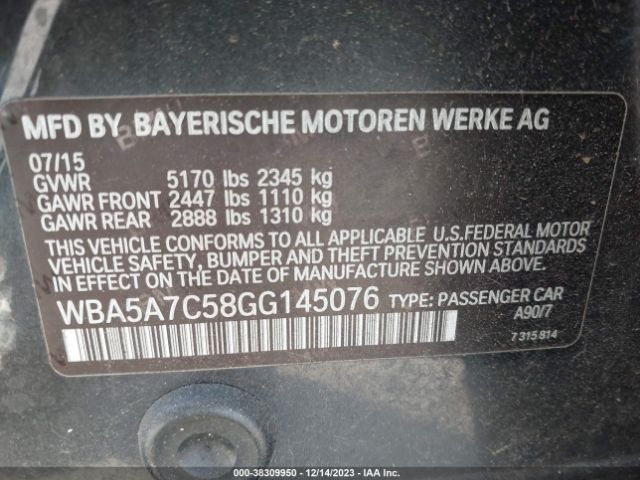 MFD BY BAYERISCHE MOTOREN WERKE AG
07/15
GVWR 5170 lbs 2345 kg
GAWR FRONT 2447 lbs 1110 kg
GAWR REAR 2888 lbs 1310 kg
THIS VEHICLE CONFORMS TO ALL APPLICABLE U.S.FEDERAL MOTOR
VEHICLE SAFETY, BUMPER AND THEFT PREVENTION STANDARDS
IN EFFECT ON THE DATE OF MANUFACTURE SHOWN ABOVE.
WBA5A7C58GG145076 TYPE: PASSENGER CAR
A90/7
7 315 814
000-38309950 | 12/14/2023 | IAA Inc.